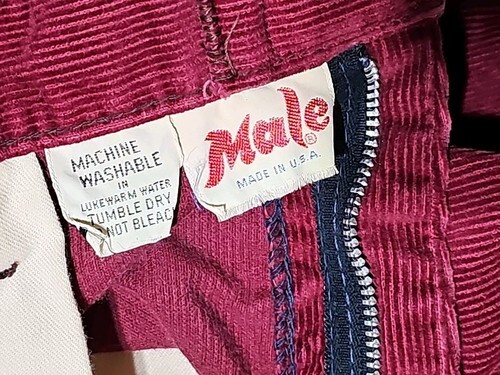 MACHINE
WASHABLE
IN
LUKEWARM WATER
TUMBLE DRY
NOT BLEAC
Male®
MADE IN U.S.A.